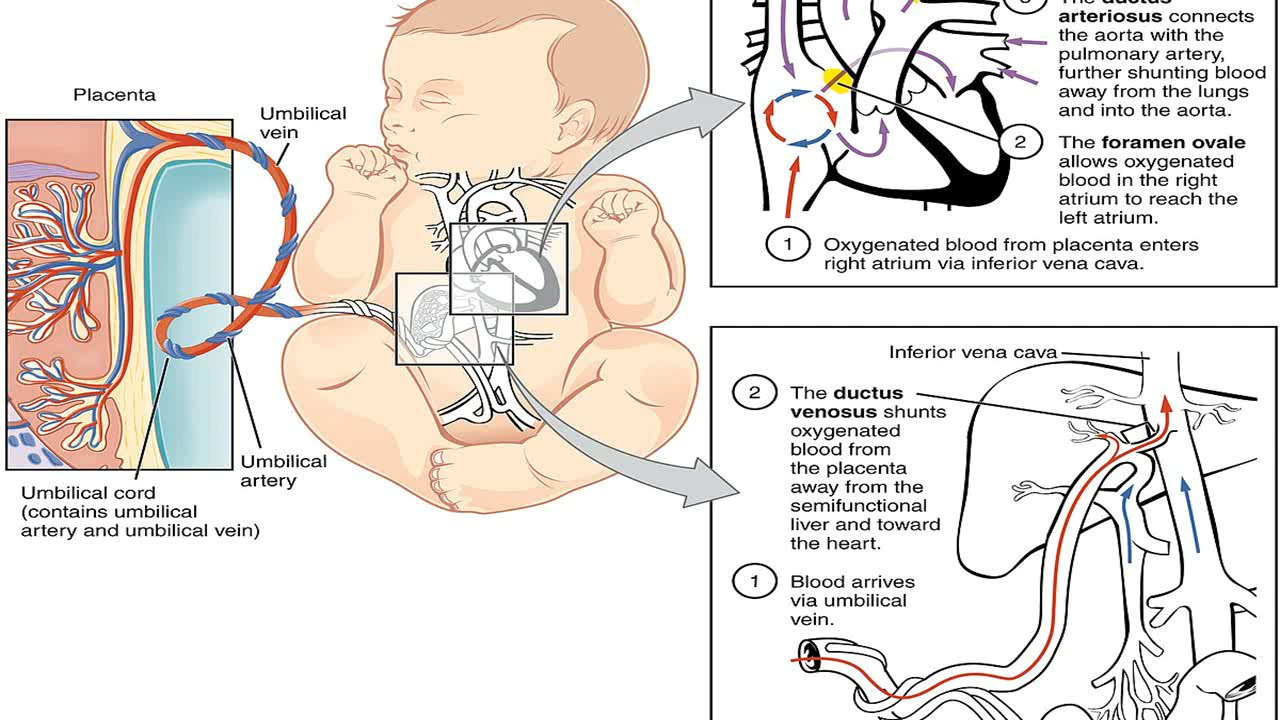 Placenta
Umbilical
vein
Umbilical
artery
Umbilical cord
(contains umbilical
artery and umbilical vein)
3
The ductus
arteriosus connects
the aorta with the
pulmonary artery,
further shunting blood
away from the lungs
and into the aorta.
2
The foramen ovale
allows oxygenated
blood in the right
atrium to reach the
left atrium.
1
Oxygenated blood from placenta enters
right atrium via inferior vena cava.
Inferior vena cava
2
The ductus
venosus shunts
oxygenated
blood from
the placenta
away from the
semifunctional
liver and toward
the heart.
1
Blood arrives
via umbilical
vein.